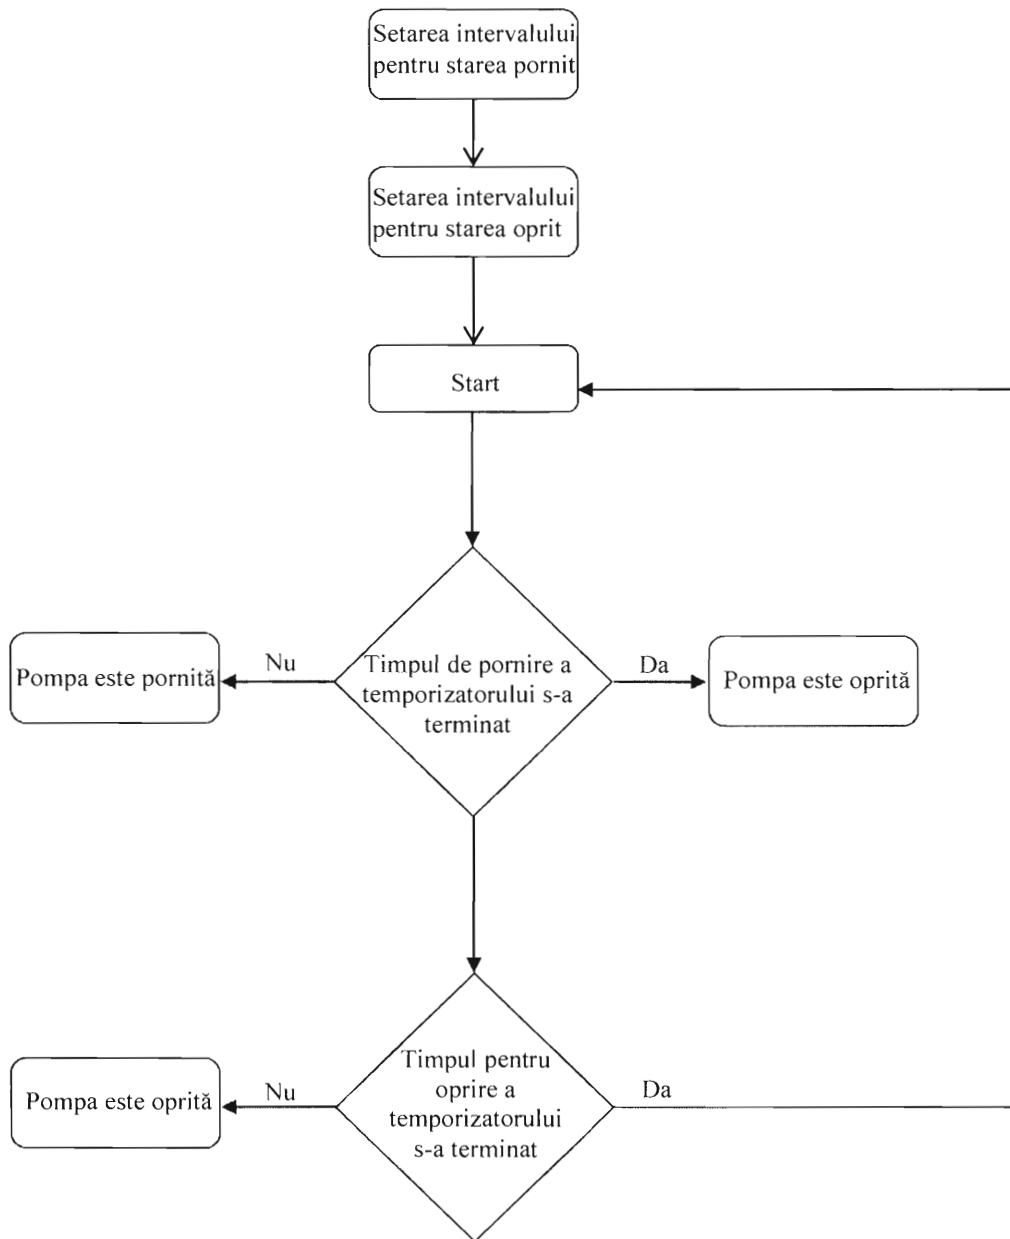 Setarea intervalului
pentru starea pornit
Setarea intervalului
pentru starea oprit
Start
Nu
Da
Pompa este pornită
Timpul de pornire a
temporizatorului s-a
terminat
Pompa este oprită
Nu
Da
Pompa este oprită
Timpul pentru
oprire a
temporizatorului
s-a terminat